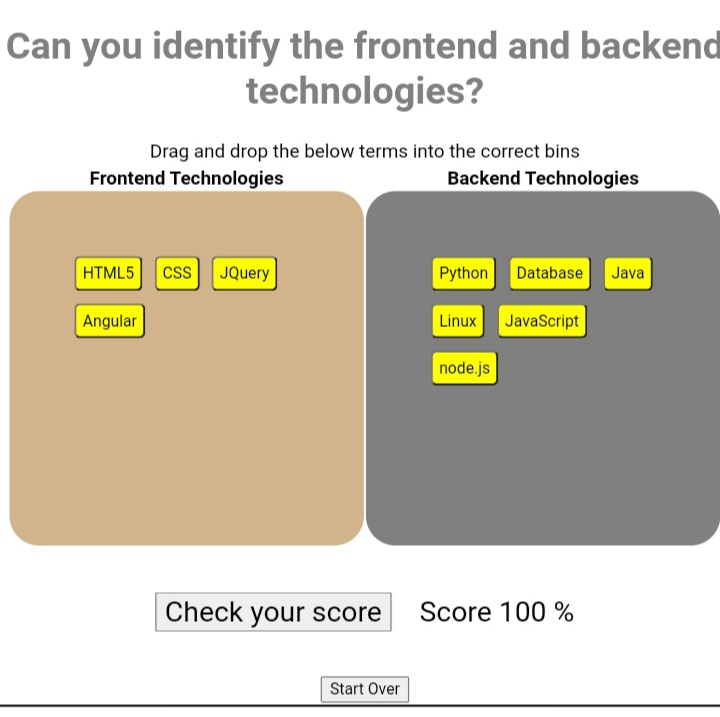 Can you identify the frontend and backend
technologies?
Drag and drop the below terms into the correct bins
Frontend Technologies
Backend Technologies
HTML5 CSS JQuery
Angular
Python Database Java
Linux JavaScript
node.js
Check your score Score 100 %
Start Over